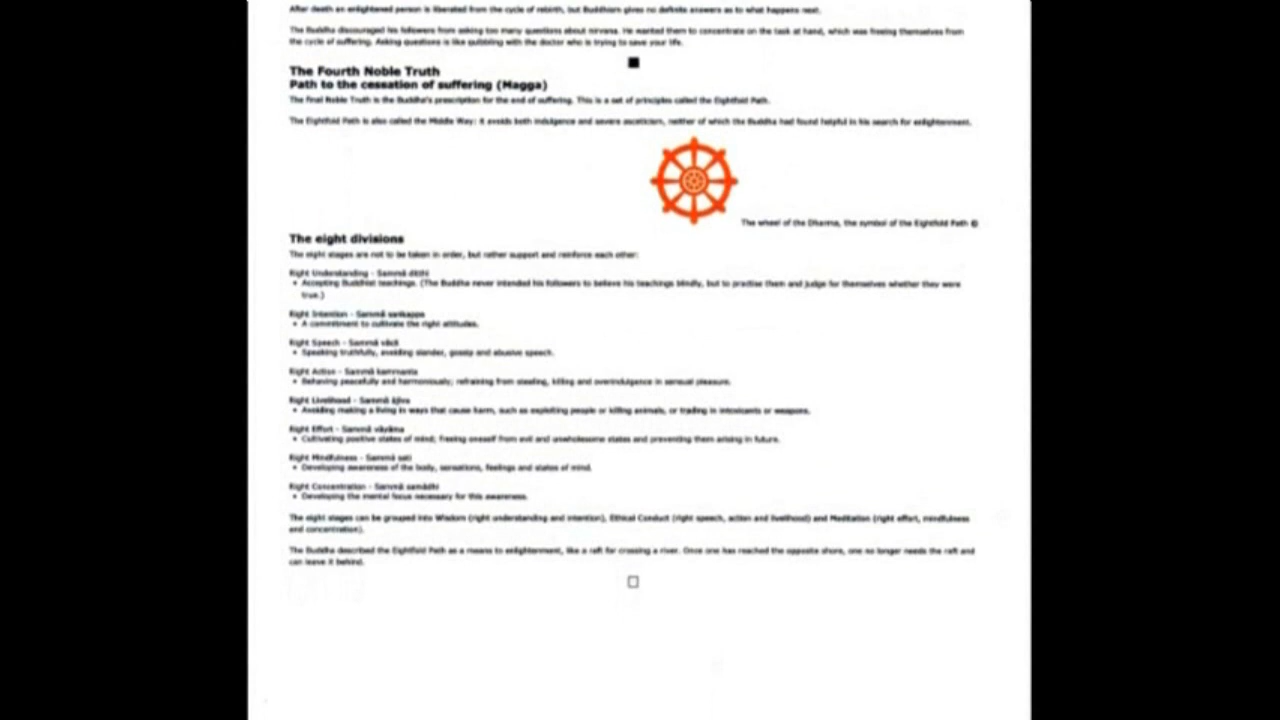 After death an enlightened person is liberated from the cycle of rebirth, but Buddhism gives no definite answers as to what happens next.
The Buddha discouraged his followers from asking too many questions about nirvana. He wanted them to concentrate on the task at hand, which was freeing themselves from
the cycle of suffering. Asking questions is like quibbling with the doctor who is trying to save your life.
The Fourth Noble Truth
Path to the cessation of suffering (Magga)
The final Noble Truth is the Buddha's prescription for the end of suffering. This is a set of principles called the Eightfold Path.
The Eightfold Path is also called the Middle Way: it avoids both indulgence and severe asceticism, neither of which the Buddha had found helpful in his search for enlightenment.
The wheel of the Dharma, the symbol of the Eightfold Path ©
The eight divisions
The eight stages are not to be taken in order, but rather support and reinforce each other:
Right Understanding - Sammā ditthi
• Accepting Buddhist teachings. (The Buddha never intended his followers to believe his teachings blindly, but to practise them and judge for themselves whether they were
true.)
Right Intention - Sammā sankappa
• A commitment to cultivate the right attitudes.
Right Speech - Sammā vācā
• Speaking truthfully, avoiding slander, gossip and abusive speech.
Right Action - Sammā kammanta
• Behaving peacefully and harmoniously; refraining from stealing, killing and overindulgence in sensual pleasure.
Right Livelihood - Sammā ājīva
• Avoiding making a living in ways that cause harm, such as exploiting people or killing animals, or trading in intoxicants or weapons.
Right Effort - Sammā vāyāma
• Cultivating positive states of mind; freeing oneself from evil and unwholesome states and preventing them arising in future.
Right Mindfulness - Sammā sati
• Developing awareness of the body, sensations, feelings and states of mind.
Right Concentration - Sammā samādhi
• Developing the mental focus necessary for this awareness.
The eight stages can be grouped into Wisdom (right understanding and intention), Ethical Conduct (right speech, action and livelihood) and Meditation (right effort, mindfulness
and concentration).
The Buddha described the Eightfold Path as a means to enlightenment, like a raft for crossing a river. Once one has reached the opposite shore, one no longer needs the raft and
can leave it behind.